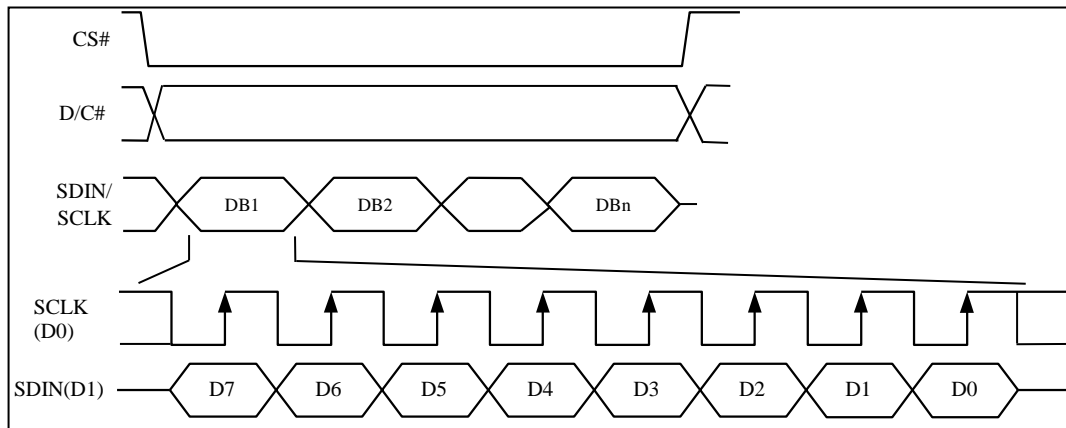 CS#
D/C#
SDIN/
SCLK
DB1 DB2 DBn
SCLK
(D0)
SDIN(D1) D7 D6 D5 D4 D3 D2 D1 D0